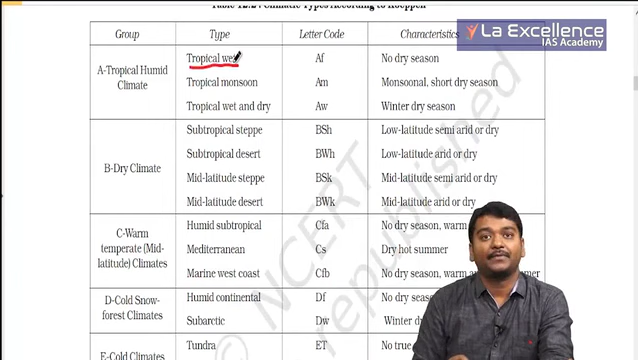 Table 12.2 : Climatic Types According to Koeppen
La Excellence
IAS Academy
Group Type Letter Code Characteristics
A-Tropical Humid Climate
Tropical wet Af No dry season
Tropical monsoon Am Monsoonal, short dry season
Tropical wet and dry Aw Winter dry season
B-Dry Climate
Subtropical steppe BSh Low-latitude semi arid or dry
Subtropical desert BWh Low-latitude arid or dry
Mid-latitude steppe BSk Mid-latitude semi arid or dry
Mid-latitude desert BWk Mid-latitude arid or dry
C-Warm temperate (Mid-latitude) Climates
Humid subtropical Cfa No dry season, warm
Mediterranean Cs Dry hot summer
Marine west coast Cfb No dry season, warm summer
D-Cold Snow-forest Climates
Humid continental Df No dry
Subarctic Dw Winter
E-Cold Climates
Tundra ET No true
© NCERT
republished